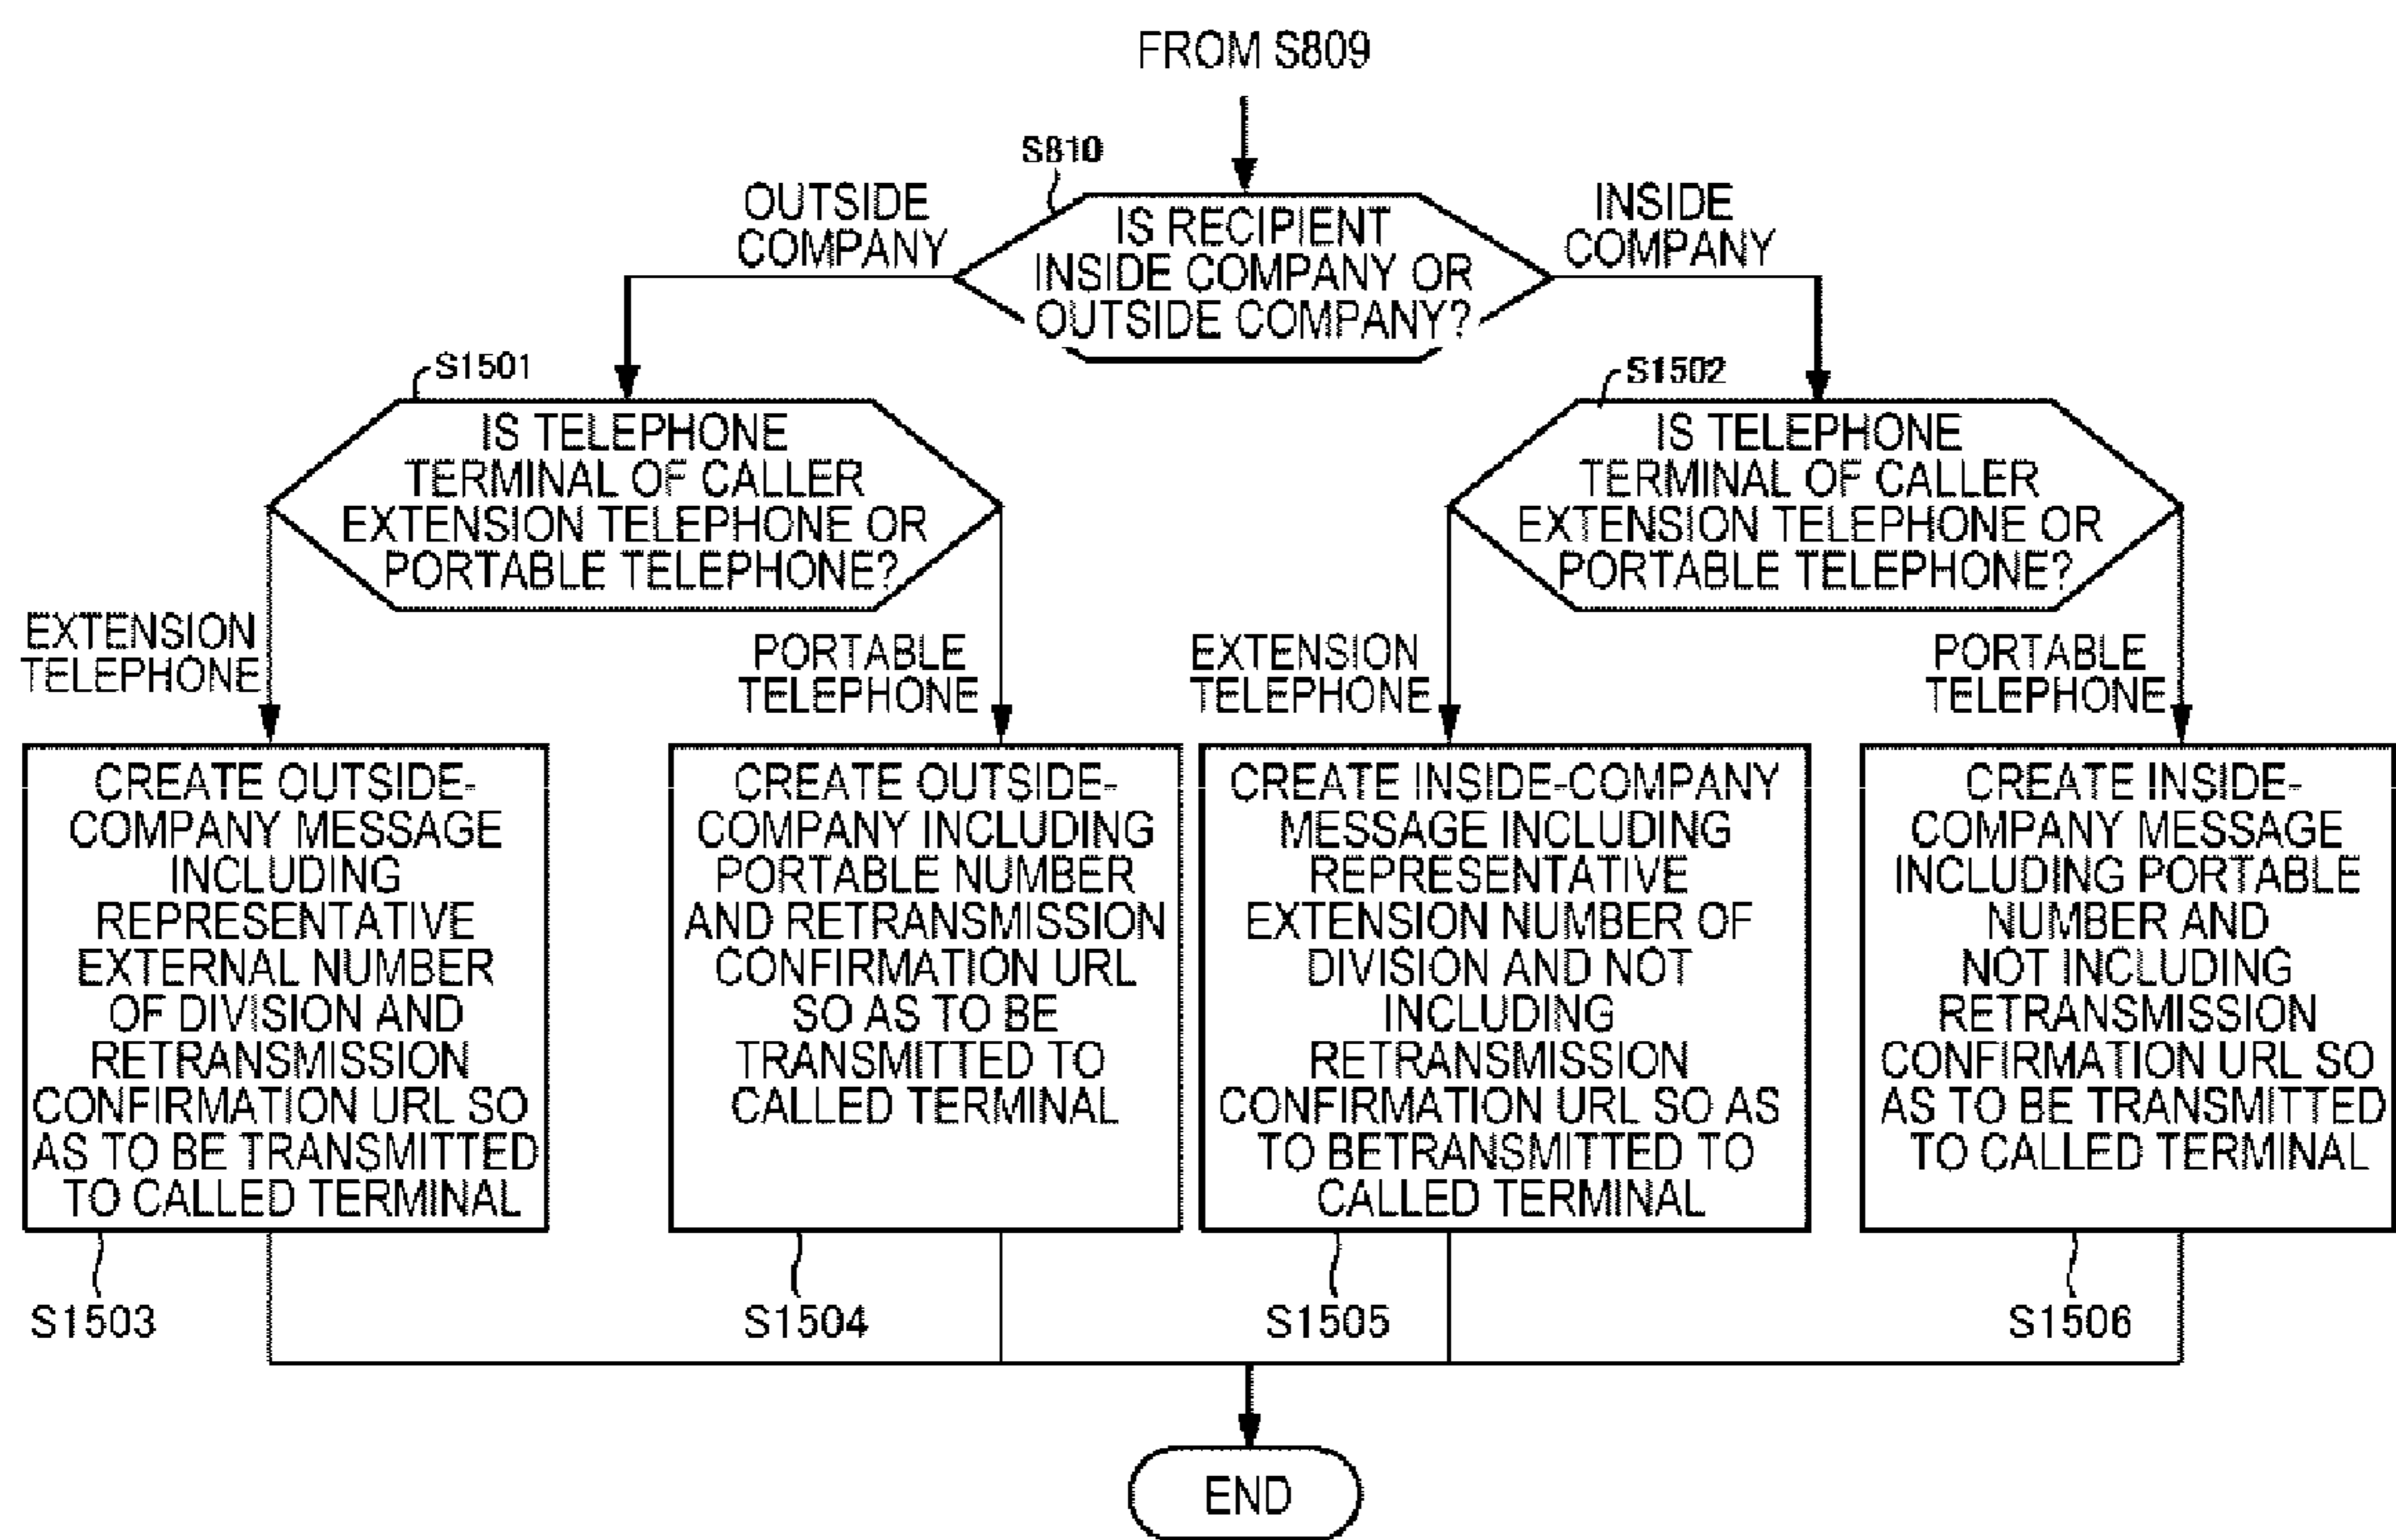 FROM S809
S810
OUTSIDE
COMPANY
IS RECIPIENT
INSIDE COMPANY OR
OUTSIDE COMPANY?
INSIDE
COMPANY
S1501
IS TELEPHONE
TERMINAL OF CALLER
EXTENSION TELEPHONE OR
PORTABLE TELEPHONE?
S1502
IS TELEPHONE
TERMINAL OF CALLER
EXTENSION TELEPHONE OR
PORTABLE TELEPHONE?
EXTENSION
TELEPHONE
PORTABLE
TELEPHONE
EXTENSION
TELEPHONE
PORTABLE
TELEPHONE
CREATE OUTSIDE-
COMPANY MESSAGE
INCLUDING
REPRESENTATIVE
EXTERNAL NUMBER
OF DIVISION AND
RETRANSMISSION
CONFIRMATION URL SO
AS TO BE TRANSMITTED
TO CALLED TERMINAL
CREATE OUTSIDE-
COMPANY INCLUDING
PORTABLE NUMBER
AND RETRANSMISSION
CONFIRMATION URL
SO AS TO BE
TRANSMITTED TO
CALLED TERMINAL
CREATE INSIDE-COMPANY
MESSAGE INCLUDING
REPRESENTATIVE
EXTENSION NUMBER OF
DIVISION AND NOT
INCLUDING
RETRANSMISSION
CONFIRMATION URL SO AS
TO BETRANSMITTED TO
CALLED TERMINAL
CREATE INSIDE-
COMPANY MESSAGE
INCLUDING PORTABLE
NUMBER AND
NOT INCLUDING
RETRANSMISSION
CONFIRMATION URL SO
AS TO BE TRANSMITTED
TO CALLED TERMINAL
S1503
S1504
S1505
S1506
END